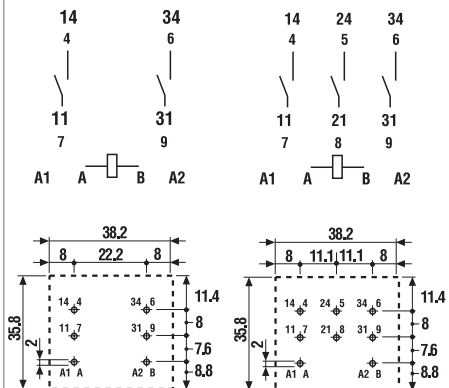 14 34
4 6
11 31
7 9
A1 A B A2
14 24 34
4 5 6
11 21 31
7 8 9
A1 A B A2
38.2
8 22.2 8
35.8
2
14 4 34 6
11 7 31 9
A1 A A2 B
11.4
8
7.6
8.8
38.2
8 11.1 11.1 8
35.8
2
14 4 24 5 34 6
11 7 21 8 31 9
A1 A A2 B
11.4
8
7.6
8.8